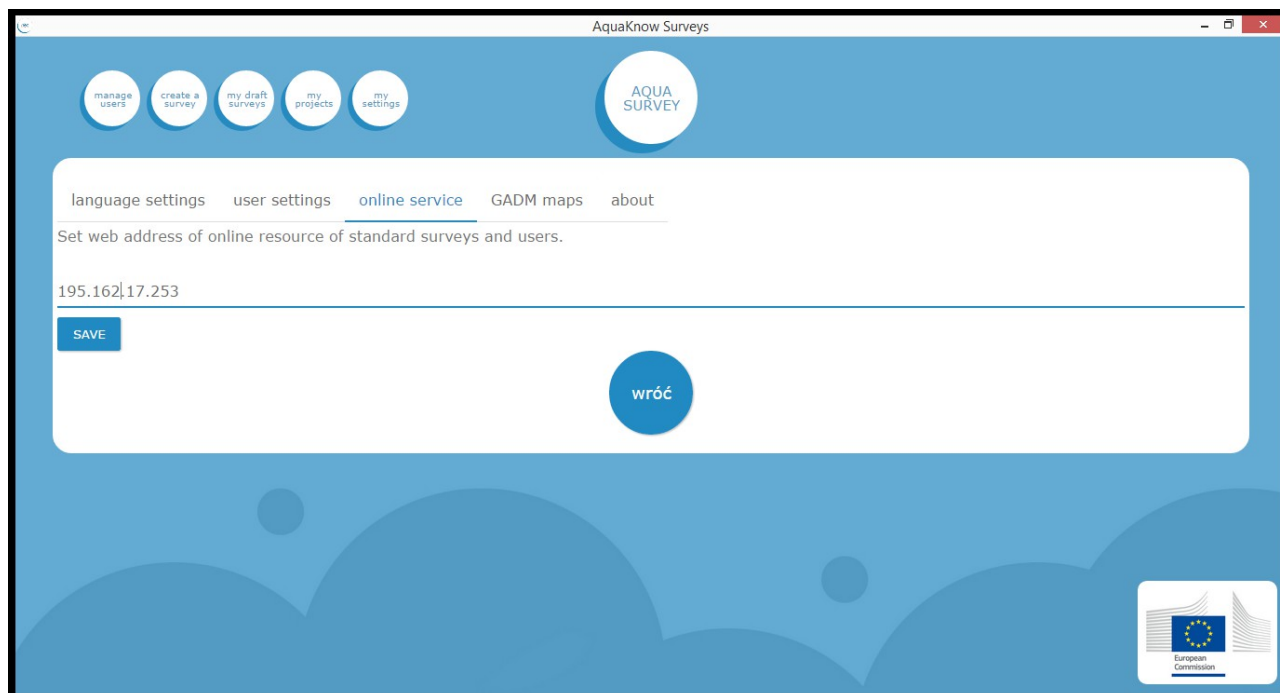 AquaKnow Surveys
manage
users
create a
survey
my draft
surveys
my
projects
my
settings
AQUA
SURVEY
language settings user settings online service GADM maps about
Set web address of online resource of standard surveys and users.
195.162.17.253
SAVE
wróć
European
Commission